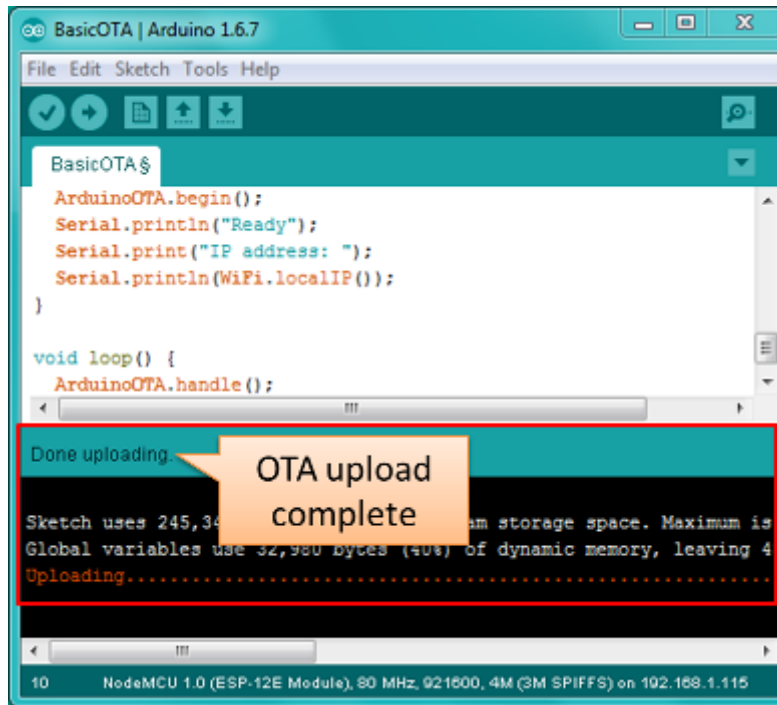 BasicOTA | Arduino 1.6.7
File Edit Sketch Tools Help
BasicOTA§
ArduinoOTA.begin();
Serial.println("Ready");
Serial.print("IP address: ");
Serial.println(WiFi.localIP());
}
void loop() {
ArduinoOTA.handle();
Done uploading.
OTA upload
complete
Sketch uses 245,34 am storage space. Maximum is
Global variables use 32,980 bytes (40%) of dynamic memory, leaving 4
Uploading.................................................................
10 NodeMCU 1.0 (ESP-12E Module), 80 MHz, 921600, 4M (3M SPIFFS) on 192.168.1.115